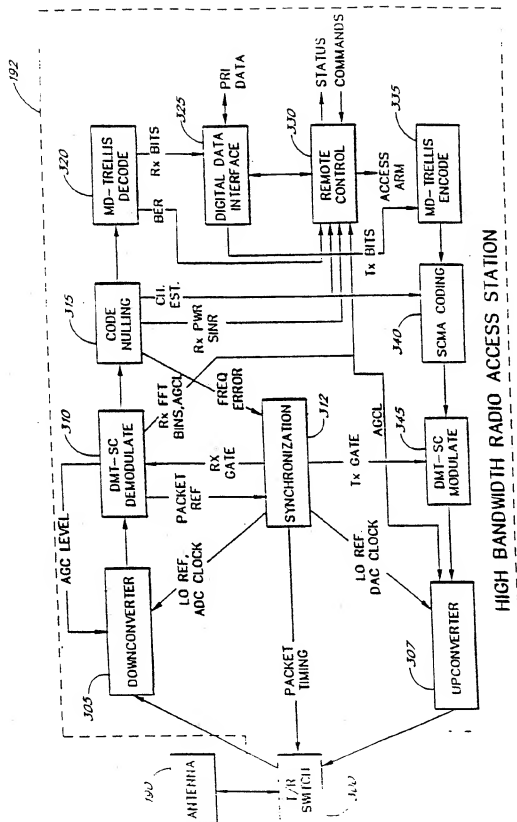 192
190
ANTENNA
T/R
SWITCH
300
AGC LEVEL
305
DOWNCONVERTER
310
DMT-SC
DEMODULATE
315
CODE
NULLING
320
MD-TRELLIS
DECODE
Rx BITS
BER
325
DIGITAL DATA
INTERFACE
PRI
DATA
330
REMOTE
CONTROL
STATUS
COMMANDS
ACCESS
ARM
335
MD-TRELLIS
ENCODE
Tx BITS
CH.
EST.
Rx PWR
SINR
Rx FFT
BINS,AGCL
FREQ
ERROR
Rx
GATE
PACKET
REF
312
SYNCHRONIZATION
LO REF,
ADC CLOCK
PACKET
TIMING
LO REF,
DAC CLOCK
Tx GATE
AGCL
340
SCMA CODING
345
DMT-SC
MODULATE
307
UPCONVERTER
HIGH BANDWIDTH RADIO ACCESS STATION